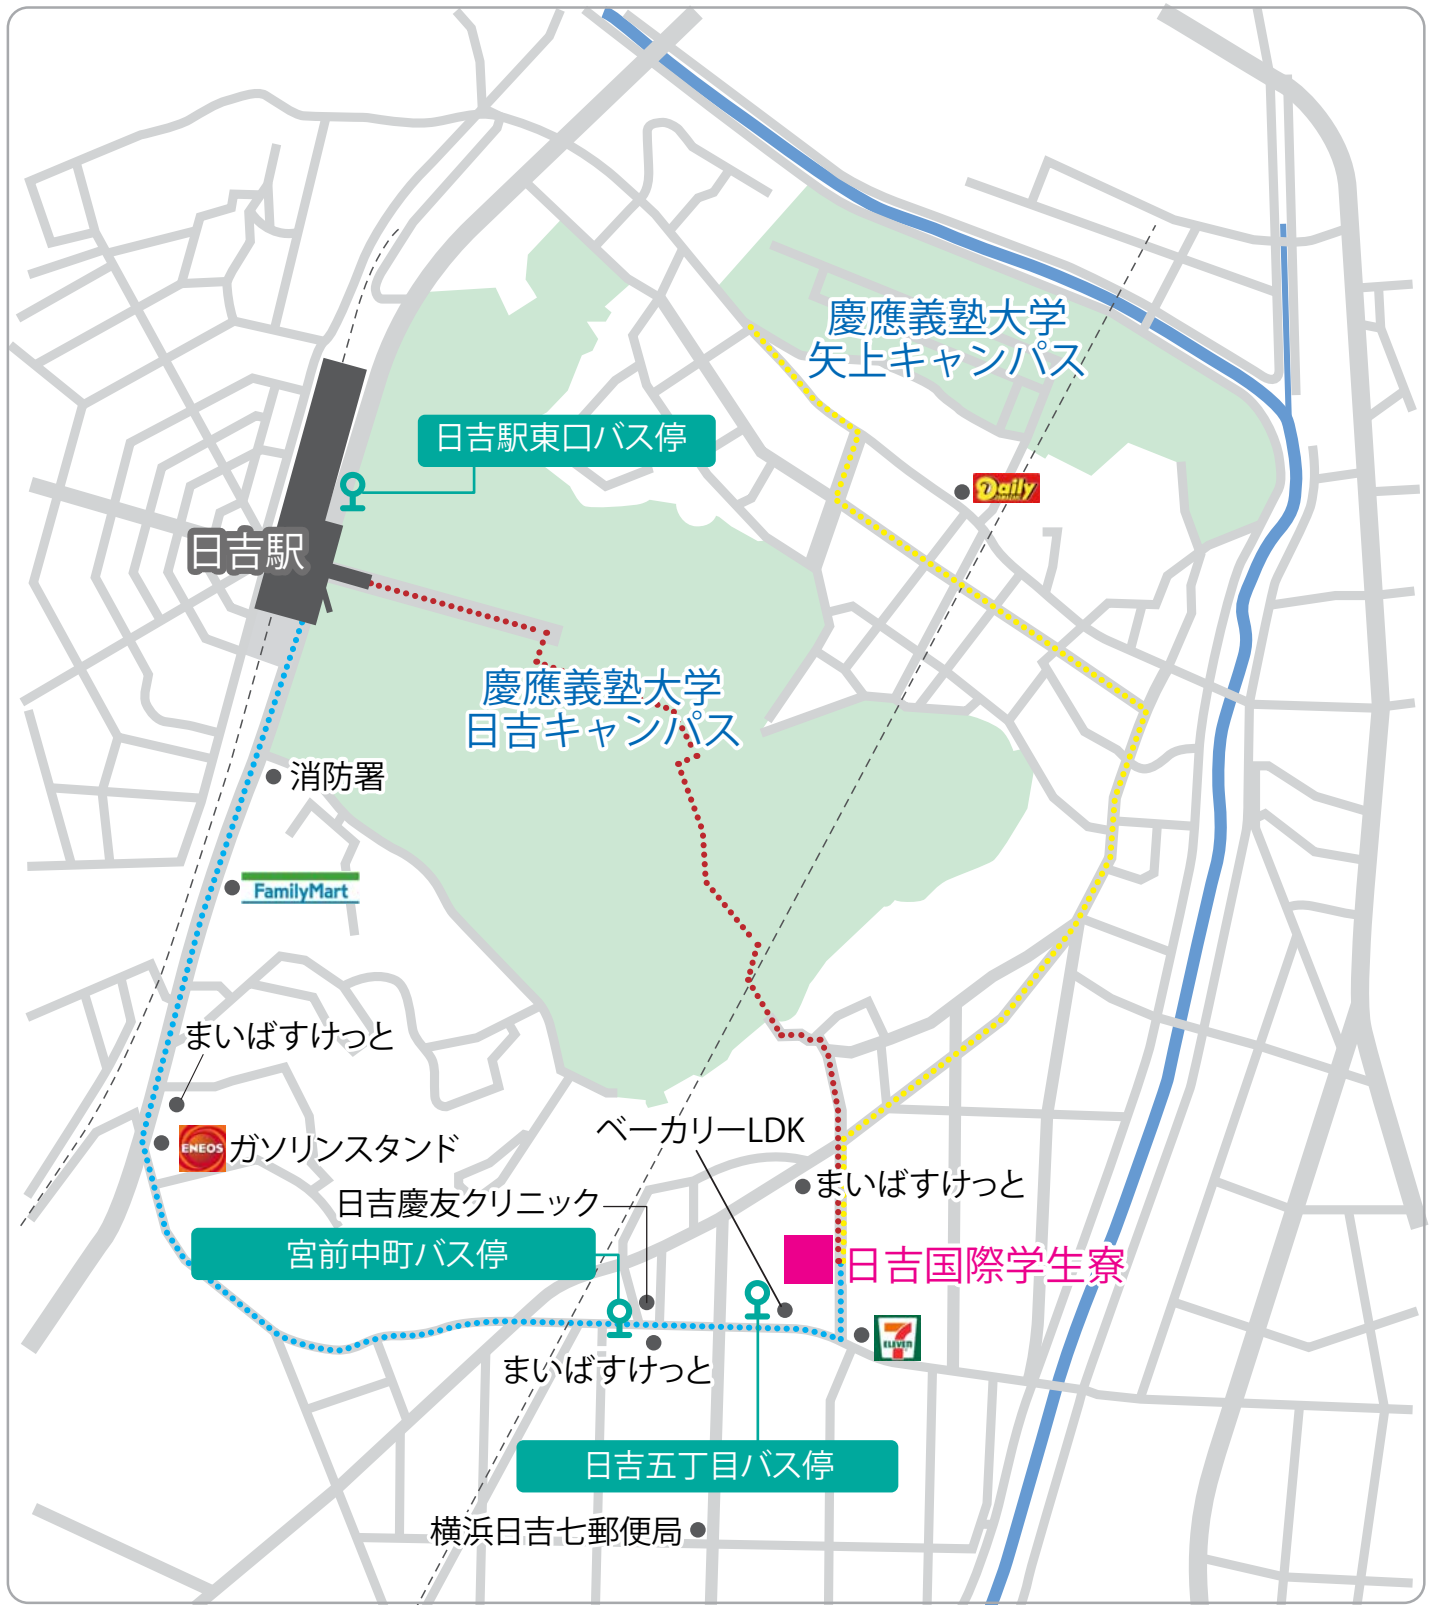 慶應義塾大学
矢上キャンパス
日吉駅東口バス停
Daily
日吉駅
慶應義塾大学
日吉キャンパス
消防署
FamilyMart
まいばすけっと
ENEOS
ガソリンスタンド
ベーカリーLDK
まいばすけっと
日吉慶友クリニック
宮前中町バス停
日吉国際学生寮
7
ELEVEN
まいばすけっと
日吉五丁目バス停
横浜日吉七郵便局